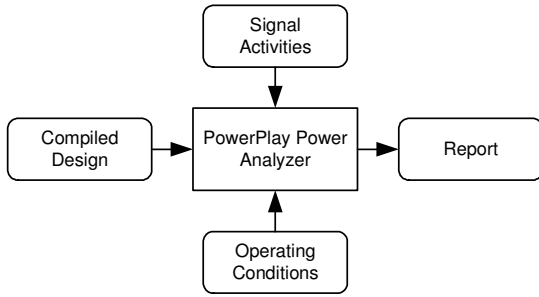 Signal
Activities
Compiled
Design
PowerPlay Power
Analyzer
Report
Operating
Conditions